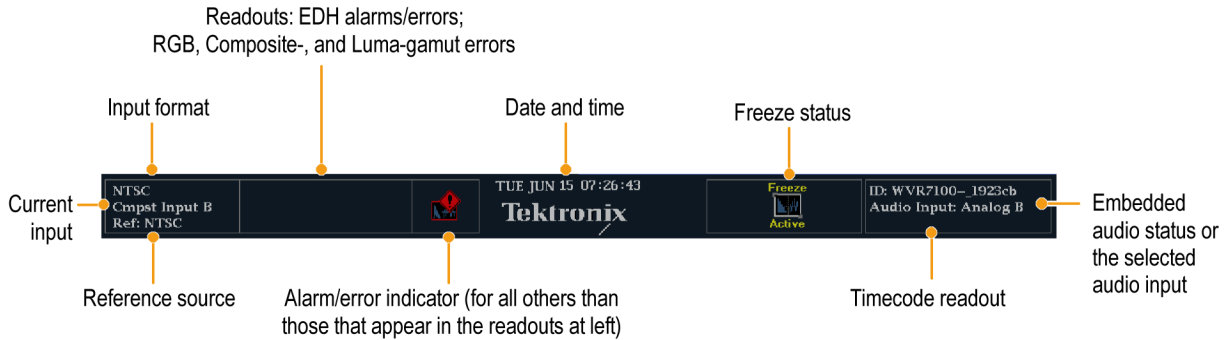 Readouts: EDH alarms/errors;
RGB, Composite-, and Luma-gamut errors
Input format
Date and time
Freeze status
Current
input
NTSC
Cmpst Input B
Ref: NTSC
TUE JUN 15 07:26:43
Tektronix
Freeze
Active
ID: WVR7100--_1923cb
Audio Input: Analog B
Embedded
audio status or
the selected
audio input
Reference source
Alarm/error indicator (for all others than
those that appear in the readouts at left)
Timecode readout